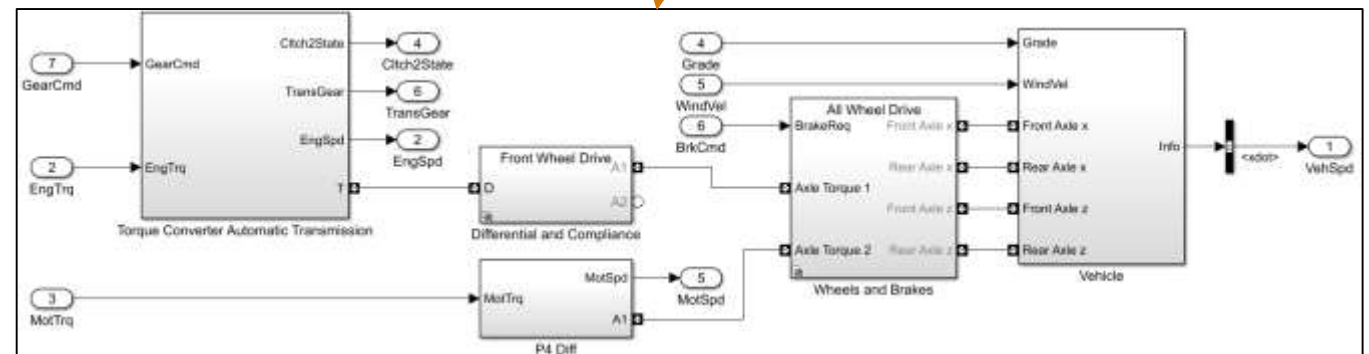 7
GearCmd
2
EngTrq
3
MotTrq
GearCmd
EngTrq
Cltch2State
TransGear
EngSpd
T
Torque Converter Automatic Transmission
4
Cltch2State
6
TransGear
2
EngSpd
Front Wheel Drive
D
A1
A2
Differential and Compliance
MotTrq
MotSpd
A1
P4 Diff
5
MotSpd
4
Grade
5
WindVel
6
BrkCmd
All Wheel Drive
BrakeReq
Axle Torque 1
Axle Torque 2
Front Axle x
Rear Axle x
Front Axle z
Rear Axle z
Wheels and Brakes
Grade
WindVel
Front Axle x
Rear Axle x
Front Axle z
Rear Axle z
Info
Vehicle
<xdot>
1
VehSpd